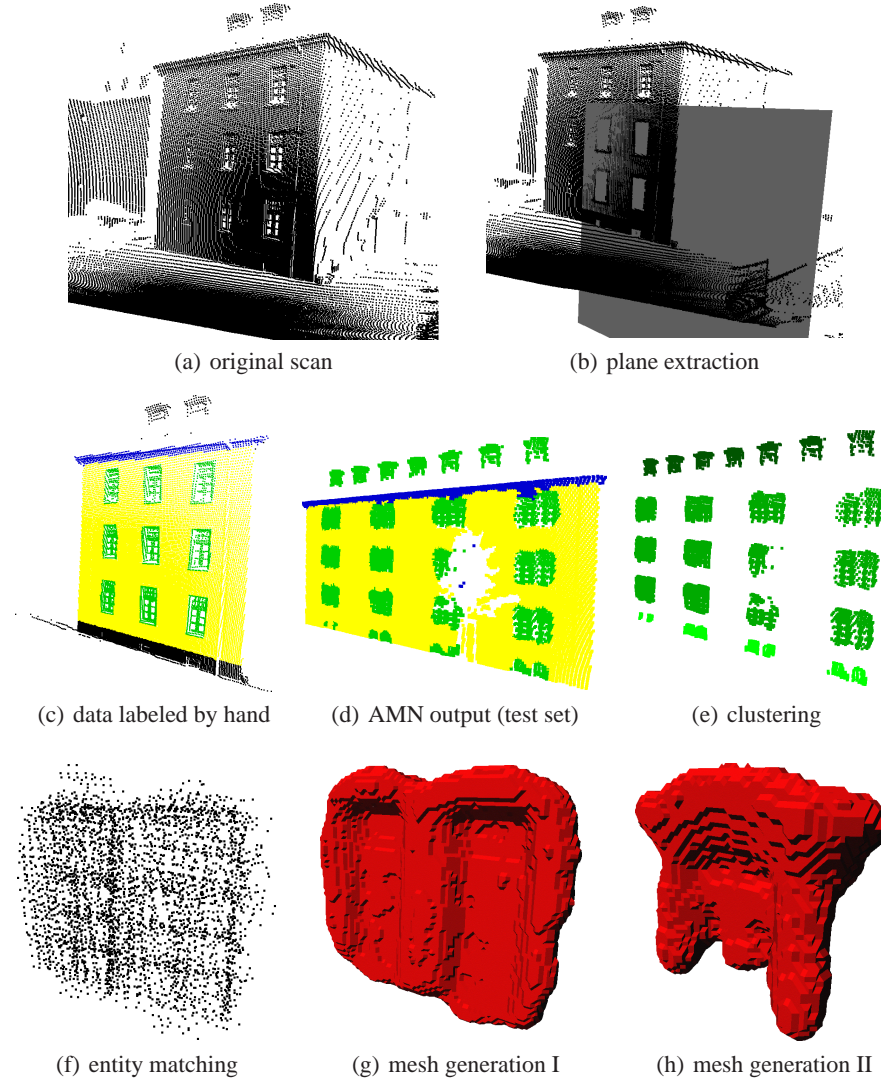 (a) original scan
(b) plane extraction
(c) data labeled by hand
(d) AMN output (test set)
(e) clustering
(f) entity matching
(g) mesh generation I
(h) mesh generation II